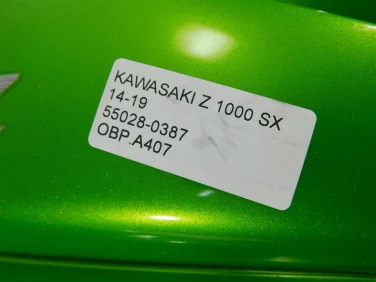 KAWASAKI Z 1000 SX
14-19
55028-0387
OBP.A407